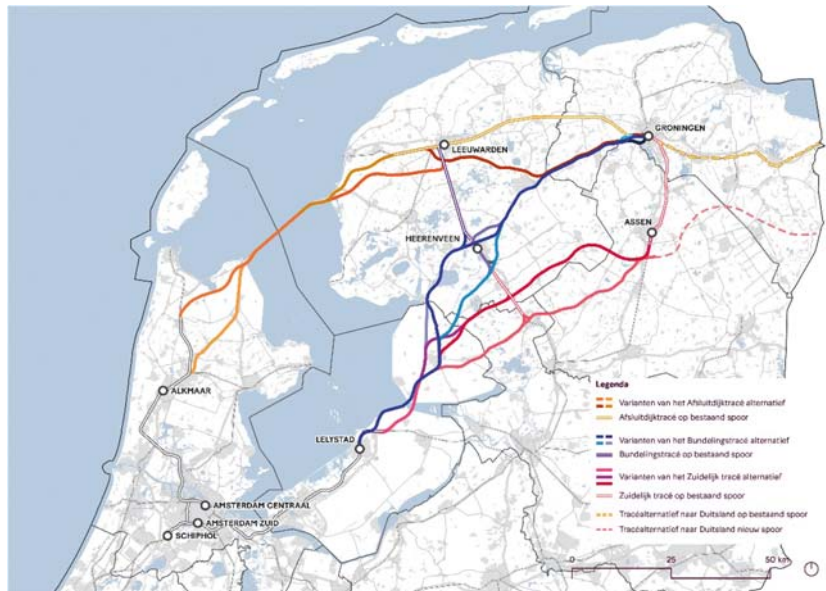 GRONINGEN
LEEUWARDEN
ASSEN
HEERENVEEN
ALKMAAR
LELYSTAD
AMSTERDAM CENTRAAL
AMSTERDAM ZUID
SCHIPHOL
Legenda
Varianten van het Afsluitdijktracé alternatief
Afsluitdijktracé op bestaand spoor
Varianten van het Bundelingstracé alternatief
Bundelingstracé op bestaand spoor
Varianten van het Zuidelijk tracé alternatief
Zuidelijk tracé op bestaand spoor
Tracéalternatief naar Duitsland op bestaand spoor
Tracéalternatief naar Duitsland nieuw spoor
0 25 50 km